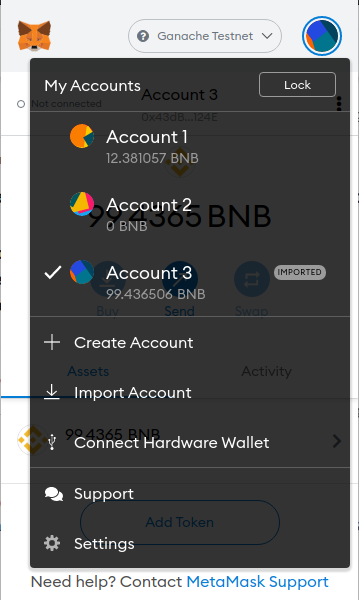 Ganache Testnet
My Accounts
Lock
Not connected
Account 3
0x43dB...124E
Account 1
12.381057 BNB
Account 2
0 BNB
99.4365 BNB
Account 3
99.436506 BNB
IMPORTED
Buy
Send
Swap
Create Account
Assets
Activity
Import Account
99.4365 BNB
Connect Hardware Wallet
Support
Add Token
Settings
Need help? Contact MetaMask Support